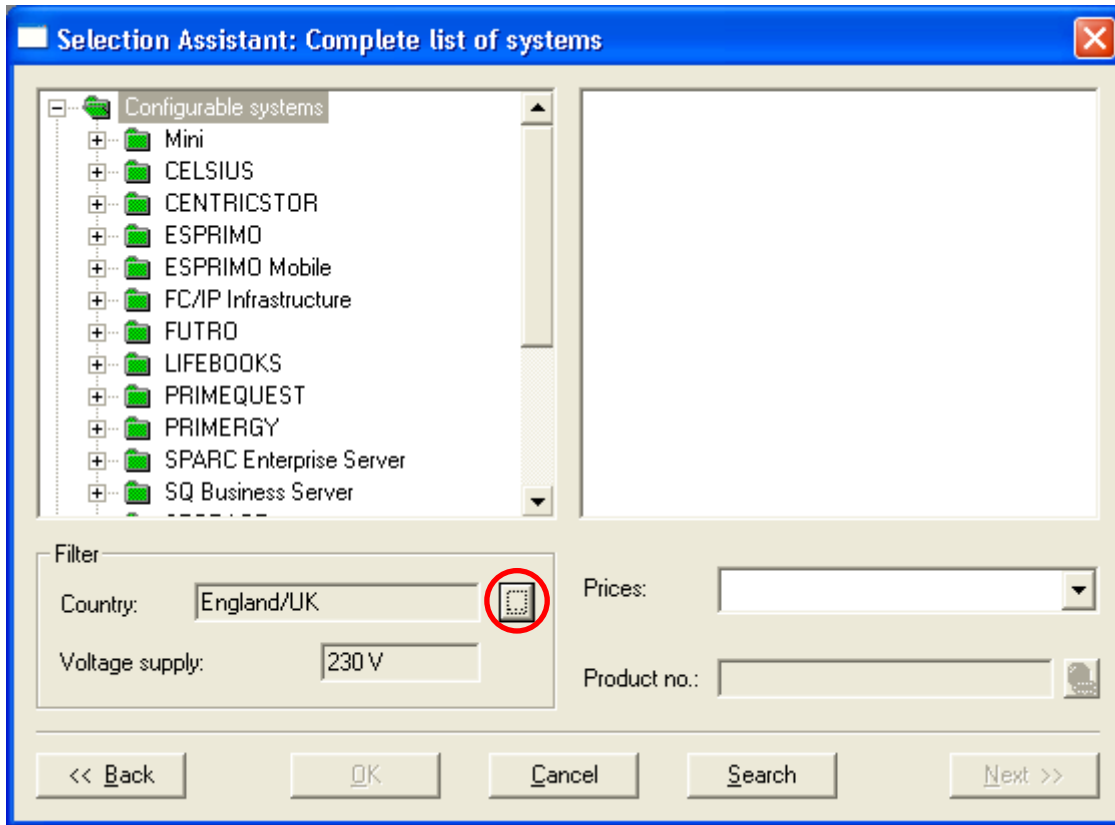 Selection Assistant: Complete list of systems
Configurable systems
Mini
CELSIUS
CENTRICSTOR
ESPRIMO
ESPRIMO Mobile
FC/IP Infrastructure
FUTRO
LIFEBOOKS
PRIMEQUEST
PRIMERGY
SPARC Enterprise Server
SQ Business Server
Filter
Country: England/UK
Voltage supply: 230 V
Prices:
Product no.:
<< Back OK Cancel Search Next >>